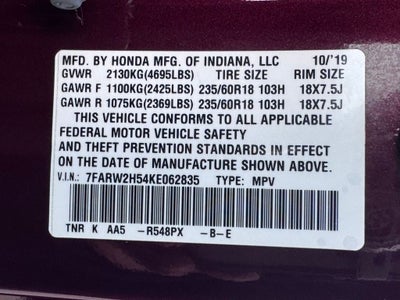 MFD. BY HONDA MFG. OF INDIANA, LLC 10/'19
GVWR 2130KG(4695LBS) TIRE SIZE RIM SIZE
GAWR F 1100KG(2425LBS) 235/60R18 103H 18X7.5J
GAWR R 1075KG(2369LBS) 235/60R18 103H 18X7.5J
THIS VEHICLE CONFORMS TO ALL APPLICABLE
FEDERAL MOTOR VEHICLE SAFETY
AND THEFT PREVENTION STANDARDS IN EFFECT
ON THE DATE OF MANUFACTURE SHOWN ABOVE.
V.I.N.: 7FARW2H54KE062835 TYPE: MPV
TNR K AA5 -R548PX -B-E